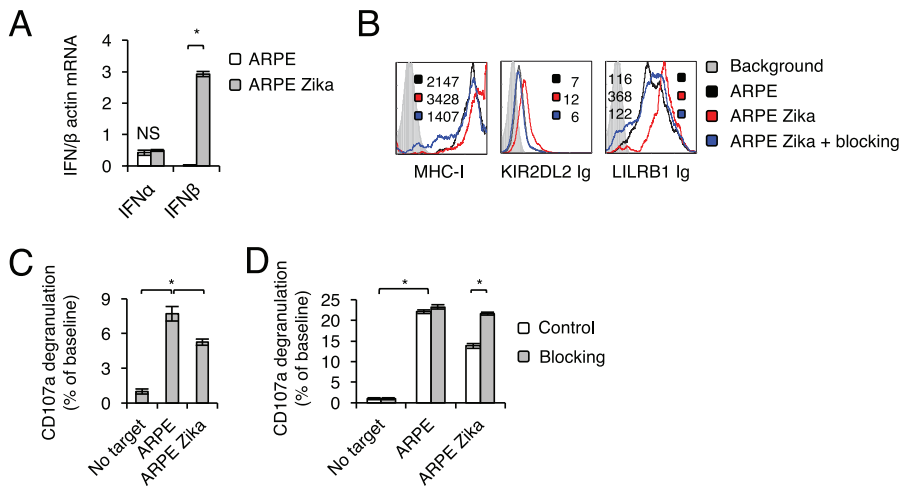 A
IFN/β actin mRNA
4
3
2
1
0
NS
*
IFNα
IFNβ
ARPE
ARPE Zika
B
2147
3428
1407
MHC-I
7
12
6
KIR2DL2 Ig
116
368
122
LILRB1 Ig
Background
ARPE
ARPE Zika
ARPE Zika + blocking
C
CD107a degranulation
(% of baseline)
9
6
3
0
*
No target
ARPE
ARPE Zika
D
CD107a degranulation
(% of baseline)
25
20
15
10
5
0
*
*
No target
ARPE
ARPE Zika
Control
Blocking